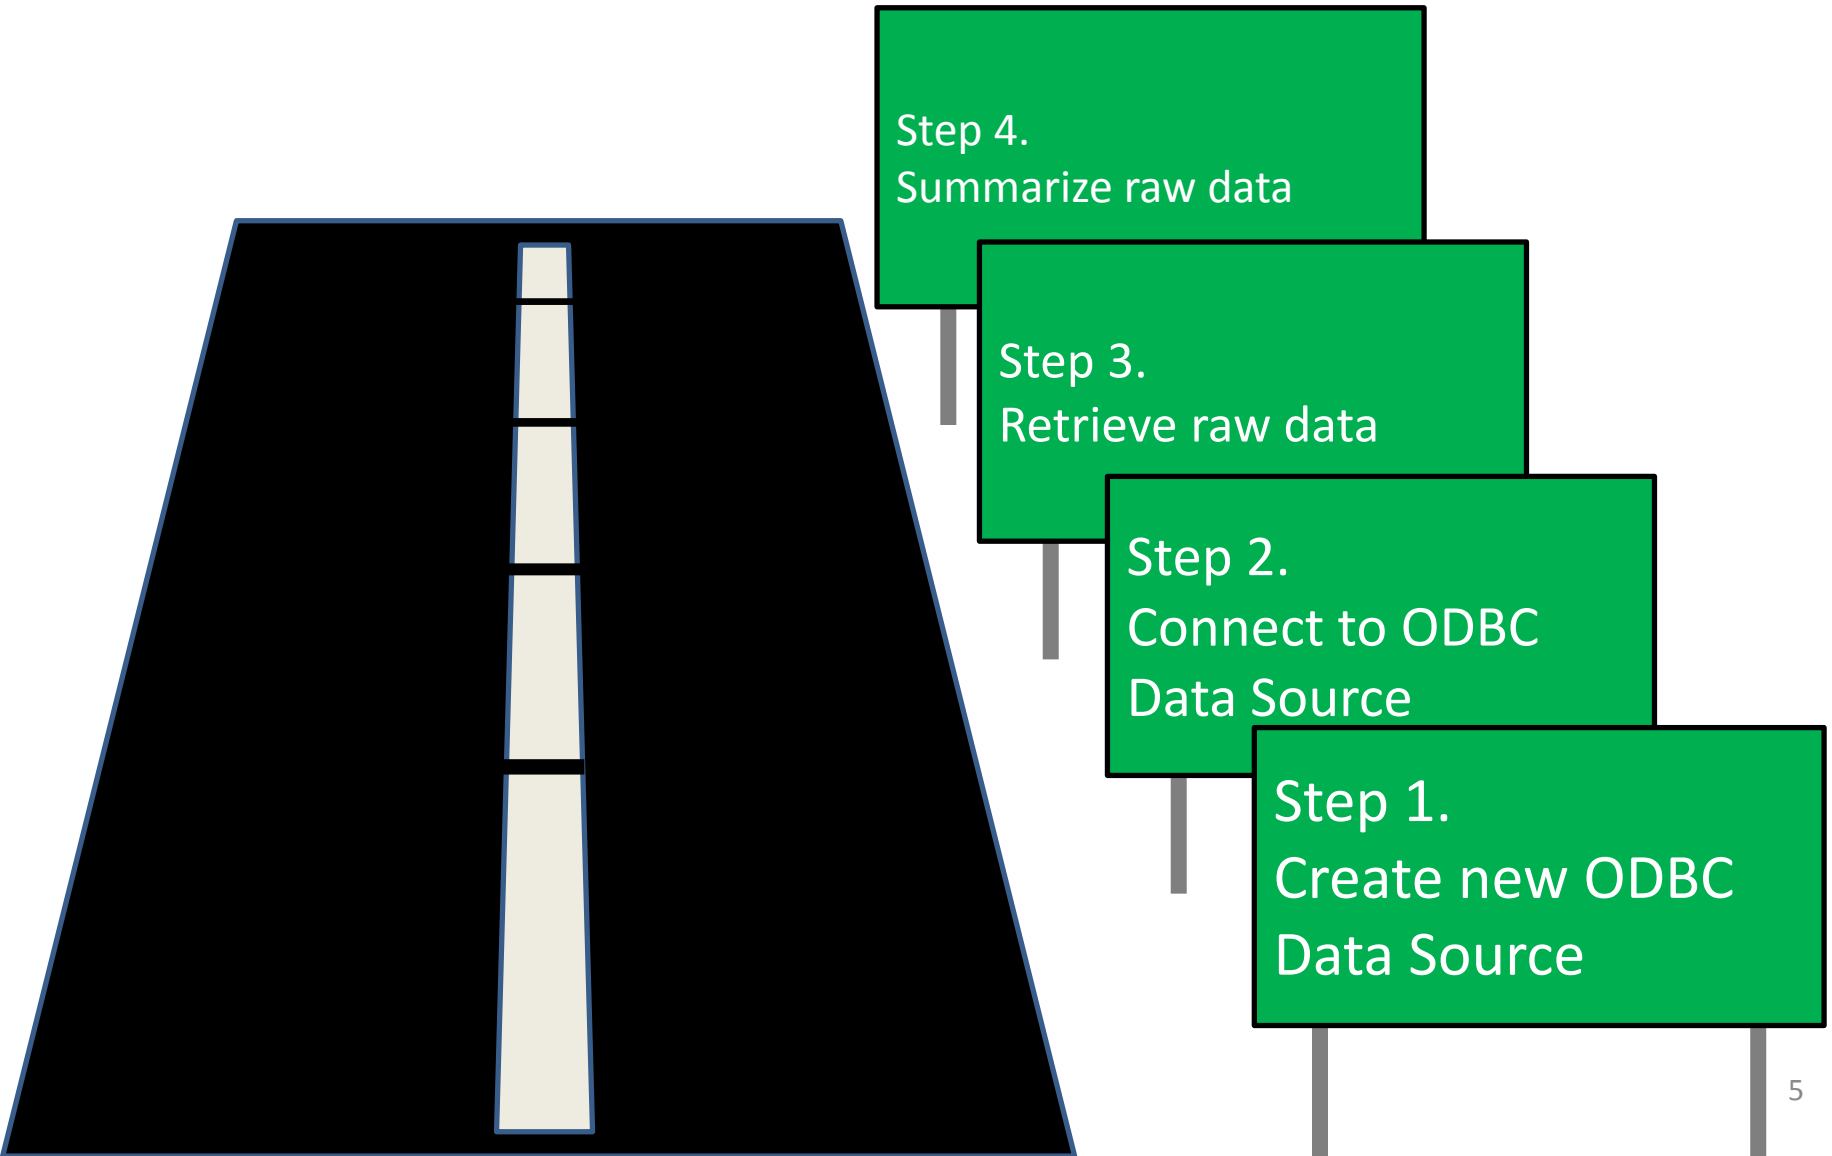 Step 4.
Summarize raw data
Step 3.
Retrieve raw data
Step 2.
Connect to ODBC
Data Source
Step 1.
Create new ODBC
Data Source
5